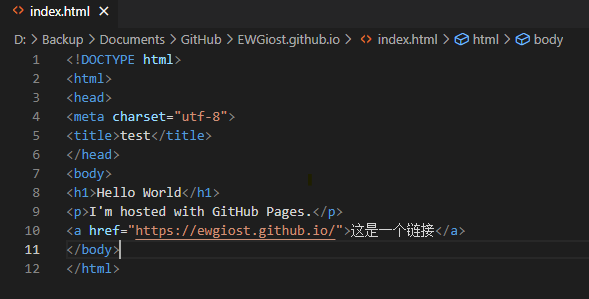 index.html
D: > Backup > Documents > GitHub > EWGiost.github.io > index.html > html > body
1 <!DOCTYPE html>
2 <html>
3 <head>
4 <meta charset="utf-8">
5 <title>test</title>
6 </head>
7 <body>
8 <h1>Hello World</h1>
9 <p>I'm hosted with GitHub Pages.</p>
10 <a href="https://ewgiost.github.io/">这是一个链接</a>
11 </body>
12 </html>